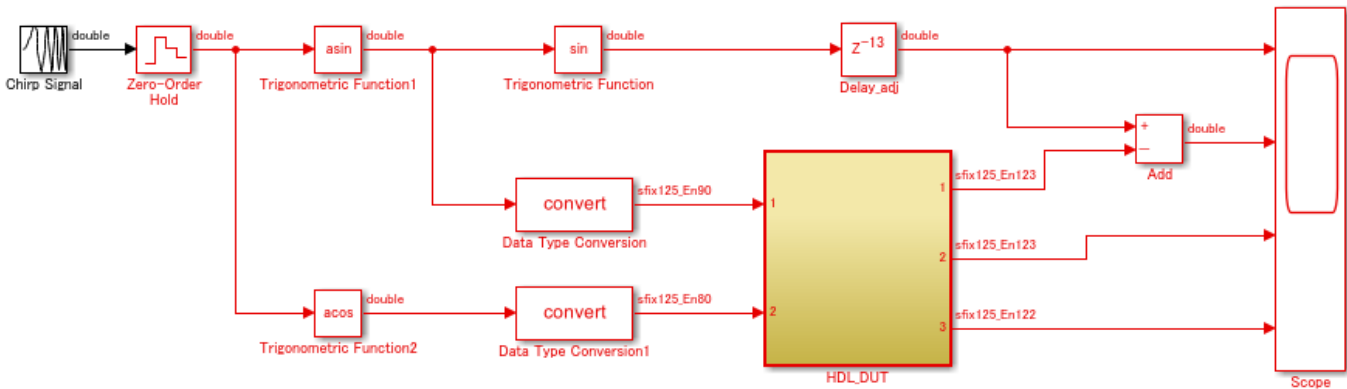 double
Chirp Signal
double
Zero-Order
Hold
asin
double
Trigonometric Function1
sin
double
Trigonometric Function
Z-13
double
Delay_adj
+
−
double
Add
convert
sfix125_En90
Data Type Conversion
acos
double
Trigonometric Function2
convert
sfix125_En80
Data Type Conversion1
1
2
1
2
3
HDL_DUT
sfix125_En123
sfix125_En123
sfix125_En122
Scope